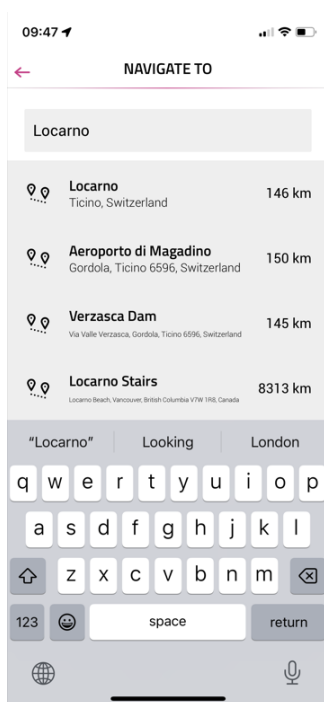 09:47
NAVIGATE TO
Locarno
Locarno
146 km
Ticino, Switzerland
Aeroporto di Magadino
150 km
Gordola, Ticino 6596, Switzerland
Verzasca Dam
145 km
Via Valle Verzasca, Gordola, Ticino 6596, Switzerland
Locarno Stairs
8313 km
Locarno Beach, Vancouver, British Columbia V7W 1R8, Canada
"Locarno" Looking London
q w e r t y u i o p
a s d f g h j k l
z x c v b n m
123 space return